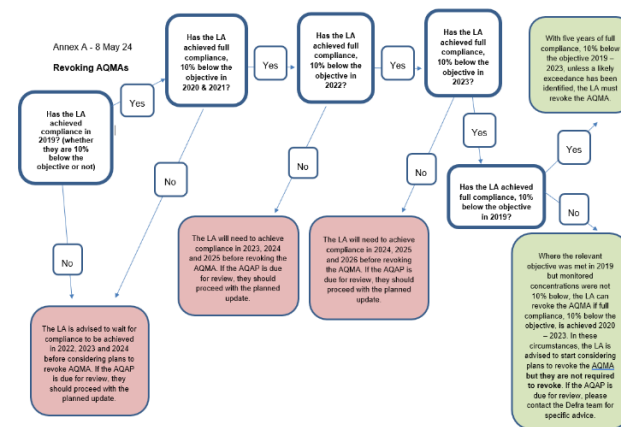 Annex A - 8 May 24
Revoking AQMAs
Has the LA
achieved
compliance in
2019? (whether
they are 10%
below the
objective or not)
Yes
No
Has the LA
achieved full
compliance,
10% below the
objective in
2020 & 2021?
Yes
No
Has the LA
achieved full
compliance,
10% below the
objective in
2022?
Yes
No
Has the LA
achieved full
compliance,
10% below the
objective in
2023?
Yes
Has the LA achieved
full compliance, 10%
below the objective
in 2019?
Yes
No
With five years of full
compliance, 10% below
the objective 2019 –
2023, unless a likely
exceedance has been
identified, the LA must
revoke the AQMA.
The LA is advised to wait for
compliance to be achieved
in 2022, 2023 and 2024
before considering plans to
revoke AQMA. If the AQAP
is due for review, they
should proceed with the
planned update.
The LA will need to achieve
compliance in 2023, 2024
and 2025 before revoking the
AQMA. If the AQAP is due
for review, they should
proceed with the planned
update.
No
The LA will need to achieve
compliance in 2024, 2025
and 2026 before revoking the
AQMA. If the AQAP is due
for review, they should
proceed with the planned
update.
Where the relevant
objective was met in 2019
but monitored
concentrations were not
10% below, the LA can
revoke the AQMA if full
compliance, 10% below the
objective, is achieved 2020
– 2023. In these
circumstances, the LA is
advised to start considering
plans to revoke the AQMA
but they are not required
to revoke. If the AQAP is
due for review, please
contact the Defra team for
specific advice.